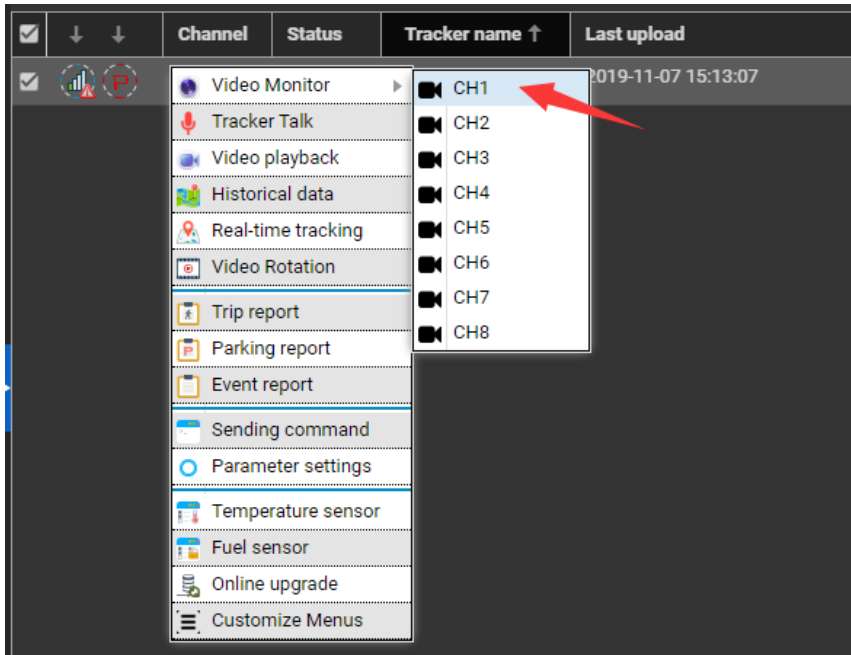 Channel Status Tracker name ↑ Last upload
P 2019-11-07 15:13:07
Video Monitor
Tracker Talk
Video playback
Historical data
Real-time tracking
Video Rotation
Trip report
Parking report
Event report
Sending command
Parameter settings
Temperature sensor
Fuel sensor
Online upgrade
Customize Menus
CH1
CH2
CH3
CH4
CH5
CH6
CH7
CH8